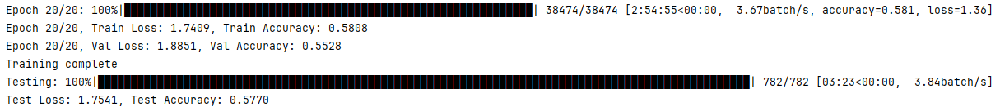 Epoch 20/20: 100%|██████████| 38474/38474 [2:54:55<00:00,  3.67batch/s, accuracy=0.581, loss=1.36]
Epoch 20/20, Train Loss: 1.7409, Train Accuracy: 0.5808
Epoch 20/20, Val Loss: 1.8851, Val Accuracy: 0.5528
Training complete
Testing: 100%|██████████| 782/782 [03:23<00:00,  3.84batch/s]
Test Loss: 1.7541, Test Accuracy: 0.5770